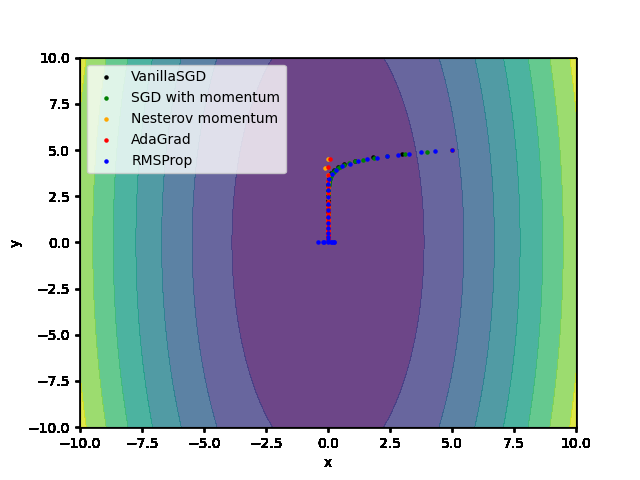 10.0
7.5
5.0
2.5
0.0
−2.5
−5.0
−7.5
−10.0
y
VanillaSGD
SGD with momentum
Nesterov momentum
AdaGrad
RMSProp
−10.0 −7.5 −5.0 −2.5 0.0 2.5 5.0 7.5 10.0
x